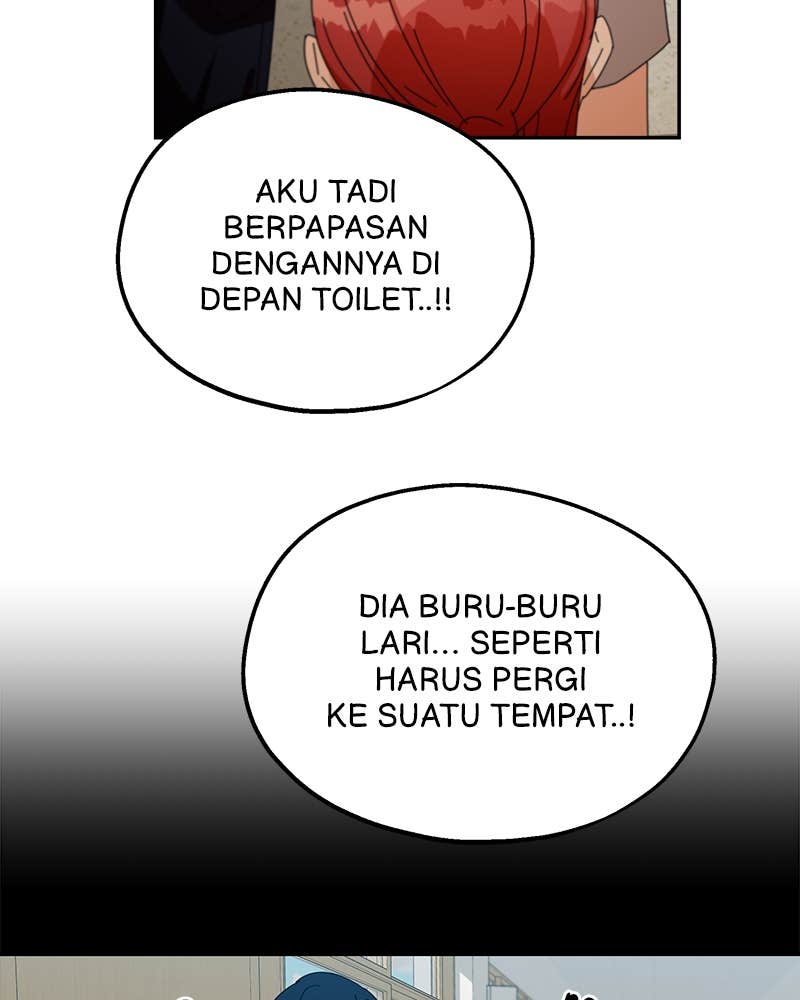 AKU TADI
BERPAPASAN
DENGANNYA DI
DEPAN TOILET..!!
DIA BURU-BURU
LARI... SEPERTI
HARUS PERGI
KE SUATU TEMPAT..!